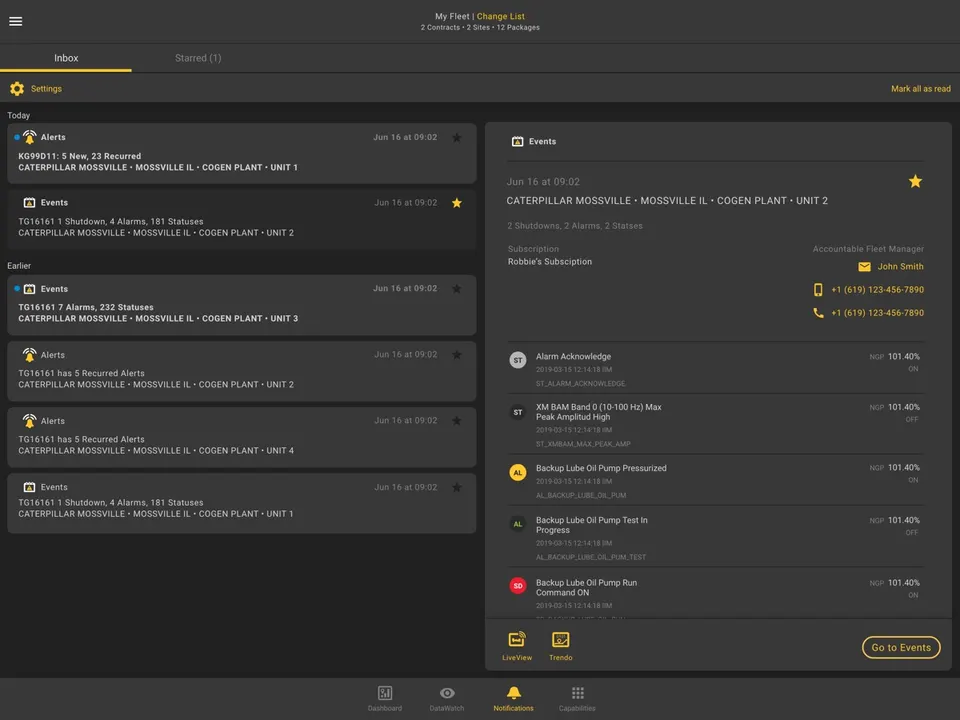 My Fleet | Change List
2 Contracts • 2 Sites • 12 Packages
Inbox
Starred (1)
Settings
Mark all as read
Today
Alerts
Jun 16 at 09:02
KG99D11: 5 New, 23 Recurred
CATERPILLAR MOSSVILLE • MOSSVILLE IL • COGEN PLANT • UNIT 1
Events
Jun 16 at 09:02
TG16161 1 Shutdown, 4 Alarms, 181 Statuses
CATERPILLAR MOSSVILLE • MOSSVILLE IL • COGEN PLANT • UNIT 2
Earlier
Events
Jun 16 at 09:02
TG16161 7 Alarms, 232 Statuses
CATERPILLAR MOSSVILLE • MOSSVILLE IL • COGEN PLANT • UNIT 3
Alerts
Jun 16 at 09:02
TG16161 has 5 Recurred Alerts
CATERPILLAR MOSSVILLE • MOSSVILLE IL • COGEN PLANT • UNIT 2
Alerts
Jun 16 at 09:02
TG16161 has 5 Recurred Alerts
CATERPILLAR MOSSVILLE • MOSSVILLE IL • COGEN PLANT • UNIT 4
Events
Jun 16 at 09:02
TG16161 1 Shutdown, 4 Alarms, 181 Statuses
CATERPILLAR MOSSVILLE • MOSSVILLE IL • COGEN PLANT • UNIT 1
Events
Jun 16 at 09:02
CATERPILLAR MOSSVILLE • MOSSVILLE IL • COGEN PLANT • UNIT 2
2 Shutdowns, 2 Alarms, 2 Statses
Subscription
Robbie's Subsciption
Accountable Fleet Manager
John Smith
+1 (619) 123-456-7890
+1 (619) 123-456-7890
ST
Alarm Acknowledge
NGP 101.40%
2019-03-15 12:14:18 IIM
ON
ST_ALARM_ACKNOWLEDGE.
ST
XM BAM Band 0 (10-100 Hz) Max
Peak Amplitud High
NGP 101.40%
OFF
2019-03-15 12:14:18 IIM
ST_XMBAM_MAX_PEAK_AMP
AL
Backup Lube Oil Pump Pressurized
NGP 101.40%
2019-03-15 12:14:18 IIM
ON
AL_BACKUP_LUBE_OIL_PUM
AL
Backup Lube Oil Pump Test In
Progress
NGP 101.40%
OFF
2019-03-15 12:14:18 IIM
AL_BACKUP_LUBE_OIL_PUM_TEST
SD
Backup Lube Oil Pump Run
Command ON
NGP 101.40%
ON
2019-03-15 12:14:18 IIM
LiveView
Trendo
Go to Events
Dashboard
DataWatch
Notifications
Capabilities